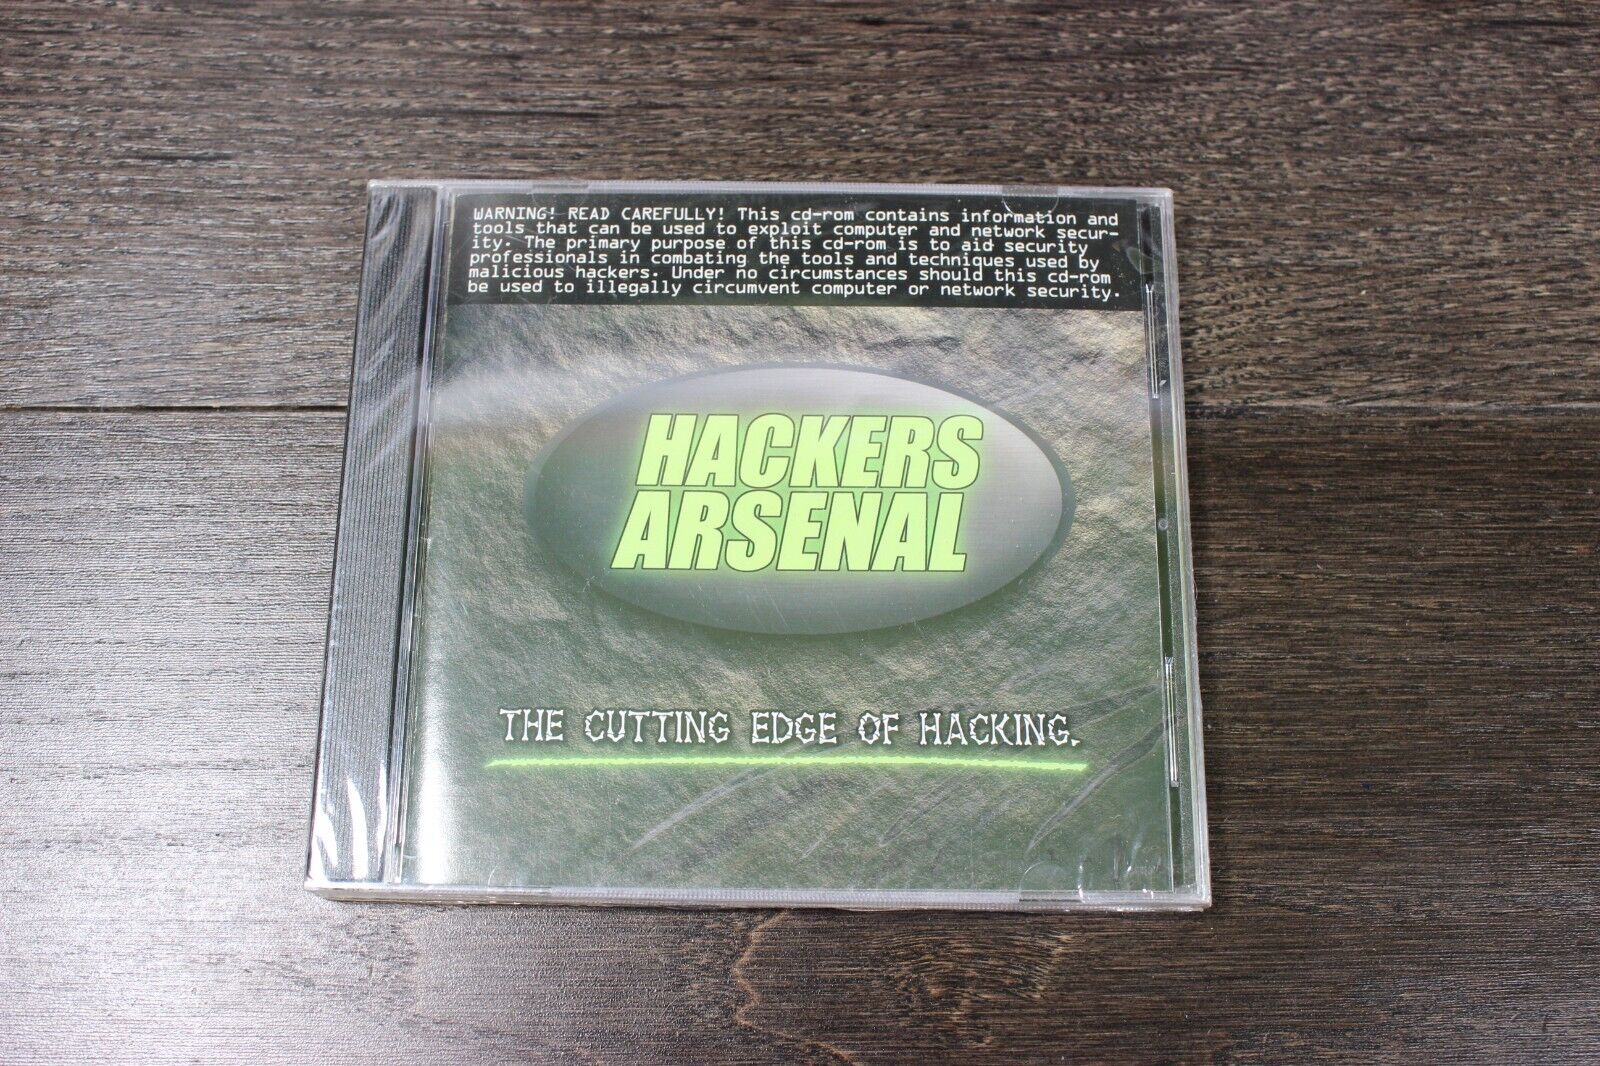 WARNING! READ CAREFULLY! This cd-rom contains information and
tools that can be used to exploit computer and network secur-
ity. The primary purpose of this cd-rom is to aid security
professionals in combating the tools and techniques used by
malicious hackers. Under no circumstances should this cd-rom
be used to illegally circumvent computer or network security.
HACKERS
ARSENAL
THE CUTTING EDGE OF HACKING.